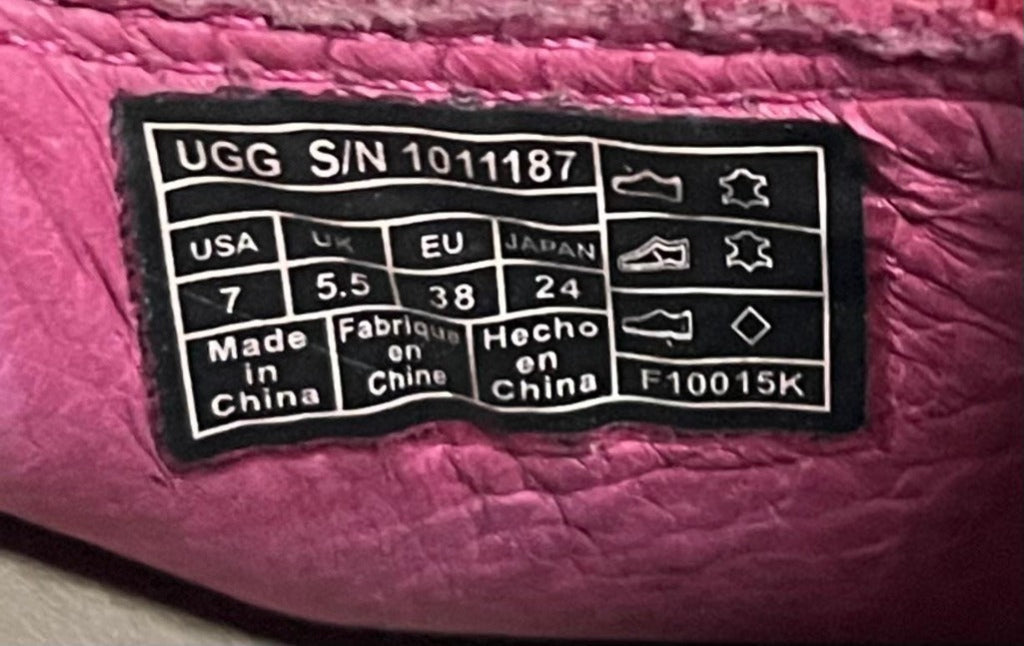 UGG S/N 1011187
USA UK EU JAPAN
7 5.5 38 24
Made in China
Fabrique en Chine
Hecho en China
F10015K